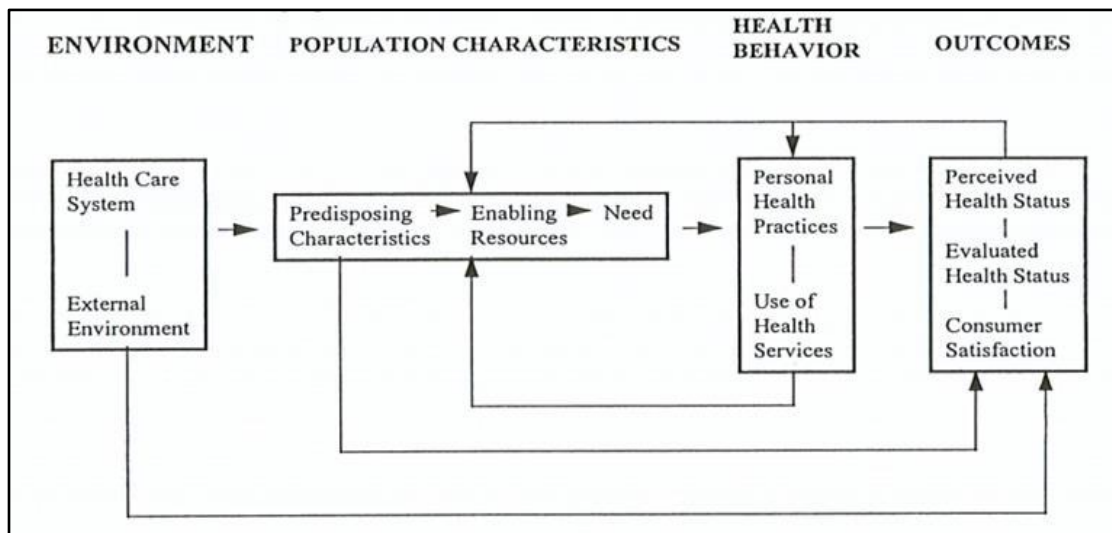 ENVIRONMENT
POPULATION CHARACTERISTICS
HEALTH
BEHAVIOR
OUTCOMES
Health Care
System
External
Environment
Predisposing
Characteristics
Enabling
Resources
Need
Personal
Health
Practices
Use of
Health
Services
Perceived
Health Status
Evaluated
Health Status
Consumer
Satisfaction